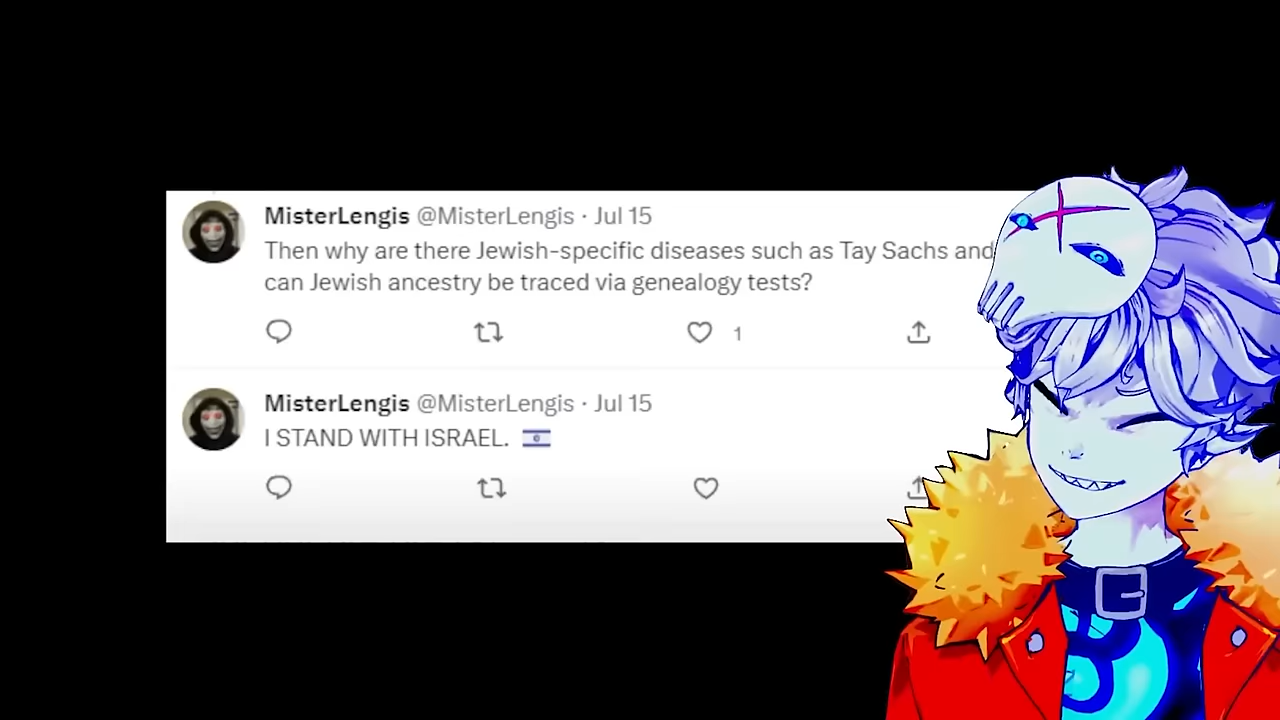 MisterLengis @MisterLengis · Jul 15
Then why are there Jewish-specific diseases such as Tay Sachs and
can Jewish ancestry be traced via genealogy tests?
1
MisterLengis @MisterLengis · Jul 15
I STAND WITH ISRAEL. 🇮🇱